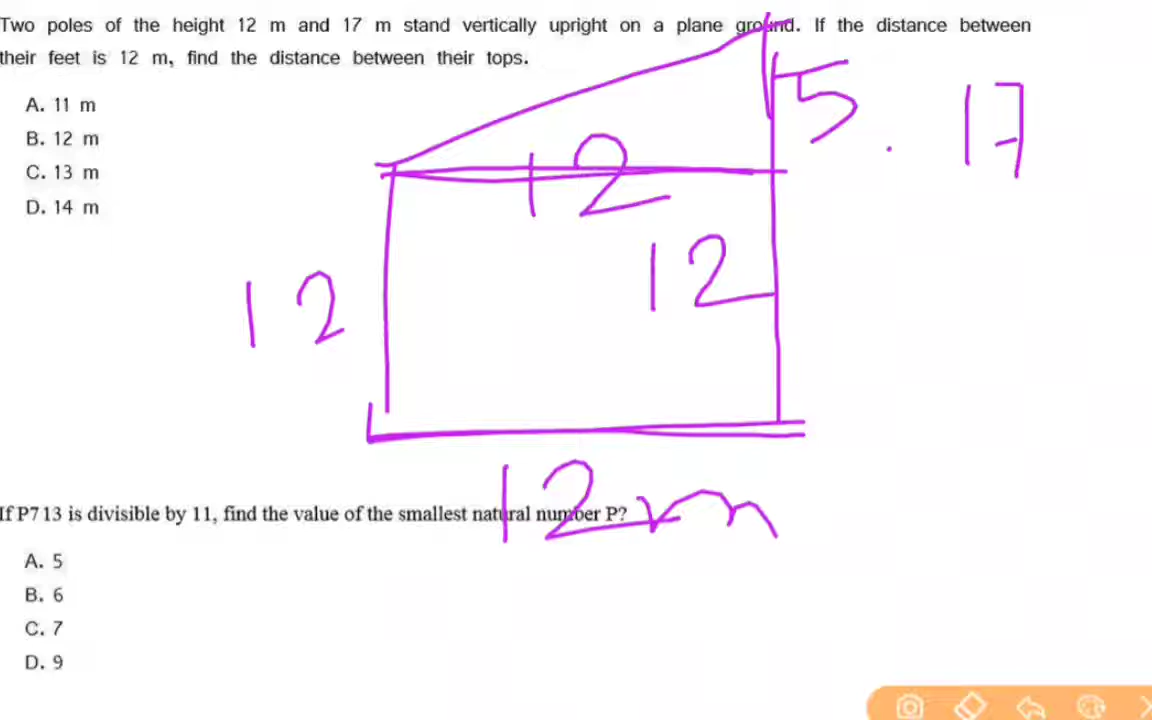 Two poles of the height 12 m and 17 m stand vertically upright on a plane ground. If the distance between
their feet is 12 m, find the distance between their tops.
A. 11 m
B. 12 m
C. 13 m
D. 14 m
5. 17
12
12
12
12m
If P713 is divisible by 11, find the value of the smallest natural number P?
A. 5
B. 6
C. 7
D. 9